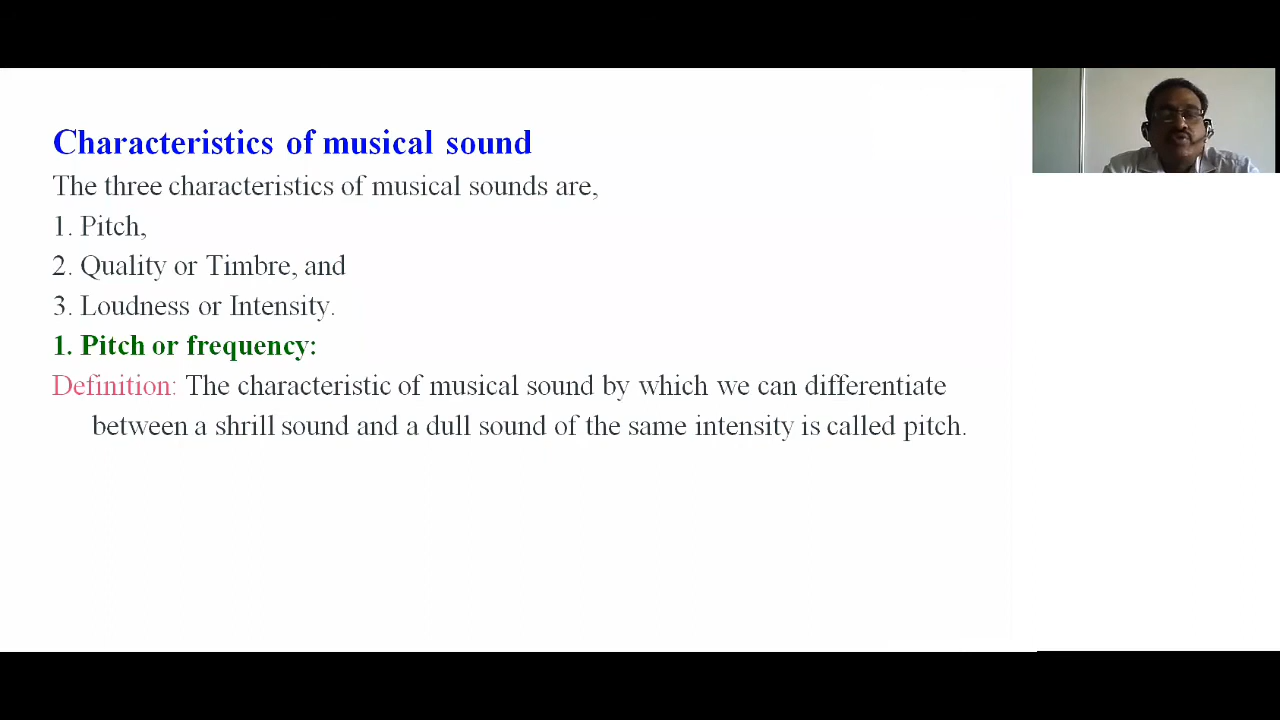 Characteristics of musical sound
The three characteristics of musical sounds are,
1. Pitch,
2. Quality or Timbre, and
3. Loudness or Intensity.
1. Pitch or frequency:
Definition: The characteristic of musical sound by which we can differentiate
between a shrill sound and a dull sound of the same intensity is called pitch.